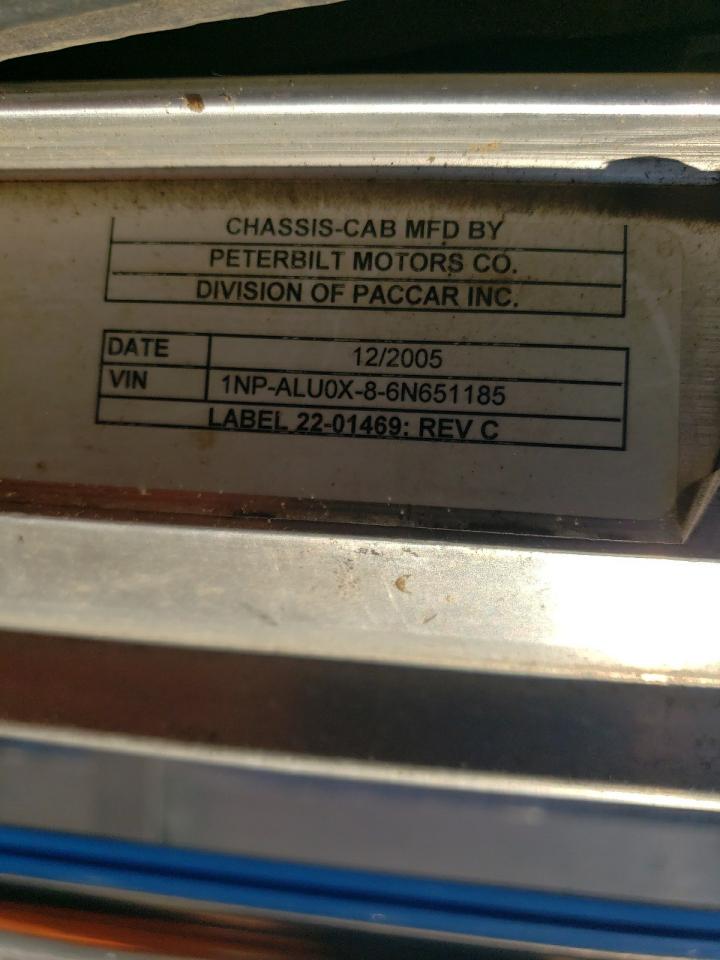 CHASSIS-CAB MFD BY
PETERBILT MOTORS CO.
DIVISION OF PACCAR INC.
DATE 12/2005
VIN 1NP-ALU0X-8-6N651185
LABEL 22-01469: REV C